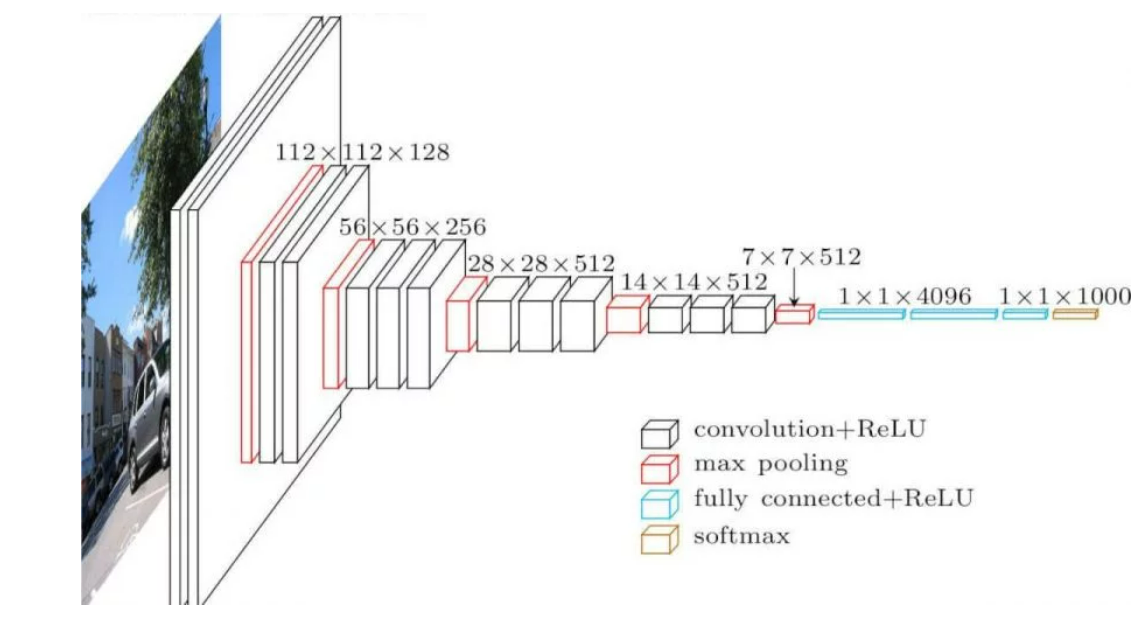 112×112×128
56×56×256
28×28×512
14×14×512
7×7×512
1×1×4096
1×1×1000
convolution+ReLU
max pooling
fully connected+ReLU
softmax